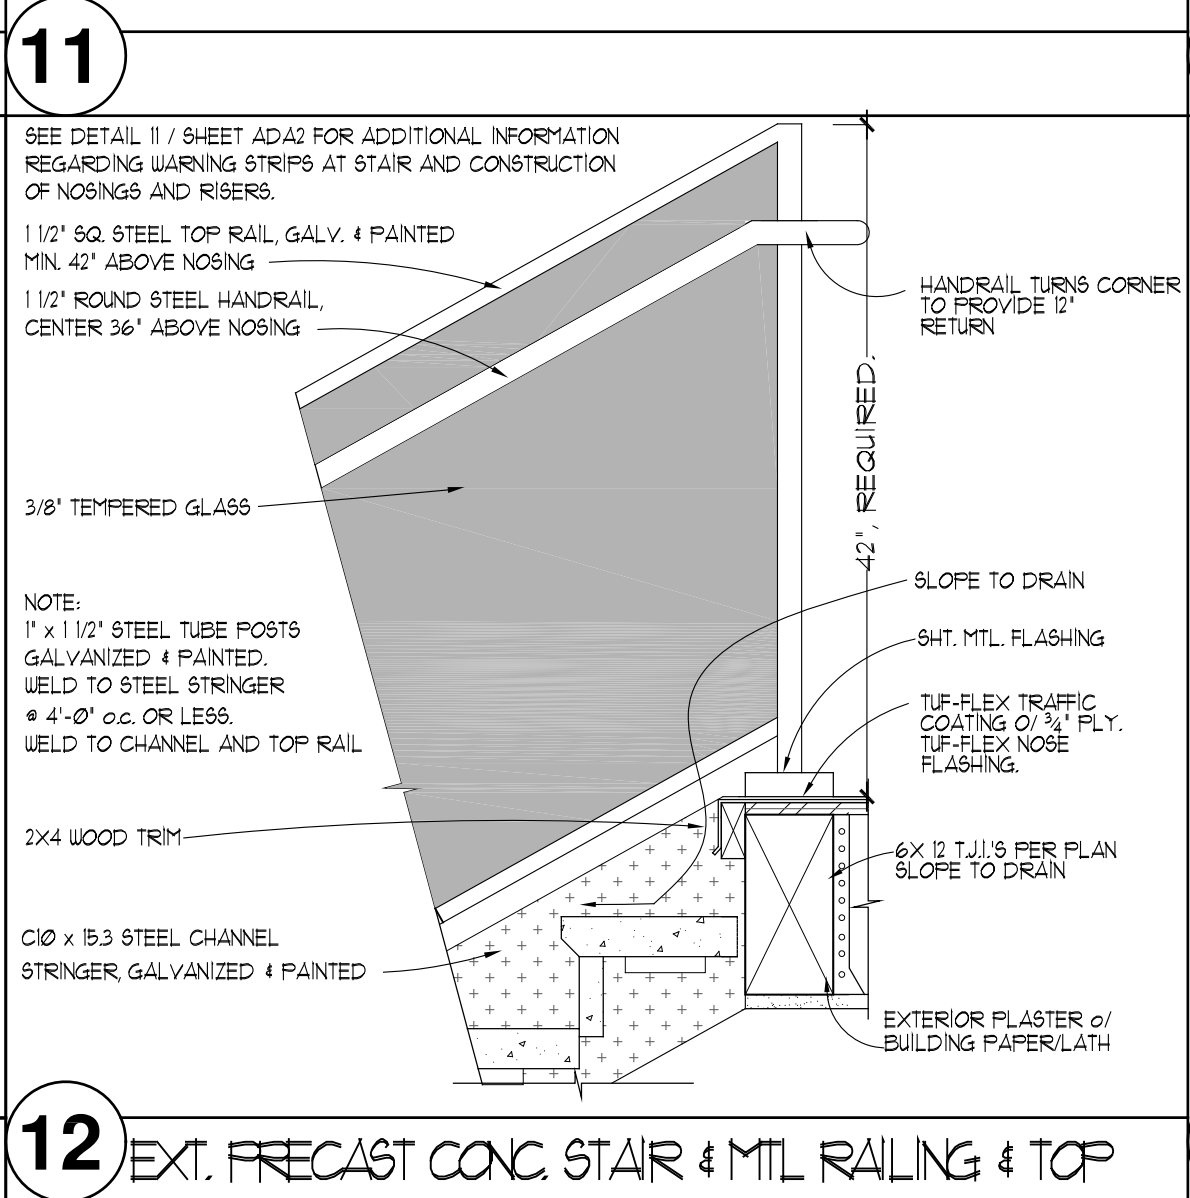 11
SEE DETAIL 11 / SHEET ADA2 FOR ADDITIONAL INFORMATION
REGARDING WARNING STRIPS AT STAIR AND CONSTRUCTION
OF NOSINGS AND RISERS.
1 1/2" SQ. STEEL TOP RAIL, GALV. & PAINTED
MIN. 42" ABOVE NOSING
1 1/2" ROUND STEEL HANDRAIL,
CENTER 36" ABOVE NOSING
HANDRAIL TURNS CORNER
TO PROVIDE 12"
RETURN
42", REQUIRED.
3/8" TEMPERED GLASS
NOTE:
1" x 1 1/2" STEEL TUBE POSTS
GALVANIZED & PAINTED.
WELD TO STEEL STRINGER
@ 4'-0" o.c. OR LESS.
WELD TO CHANNEL AND TOP RAIL
SLOPE TO DRAIN
SHT. MTL. FLASHING
TUF-FLEX TRAFFIC
COATING O/ 3/4" PLY.
TUF-FLEX NOSE
FLASHING.
2X4 WOOD TRIM
6X 12 T.J.I.'S PER PLAN
SLOPE TO DRAIN
C10 x 15.3 STEEL CHANNEL
STRINGER, GALVANIZED & PAINTED
EXTERIOR PLASTER o/
BUILDING PAPER/LATH
12
EXT. PRECAST CONC. STAIR & MTL RAILING & TOP